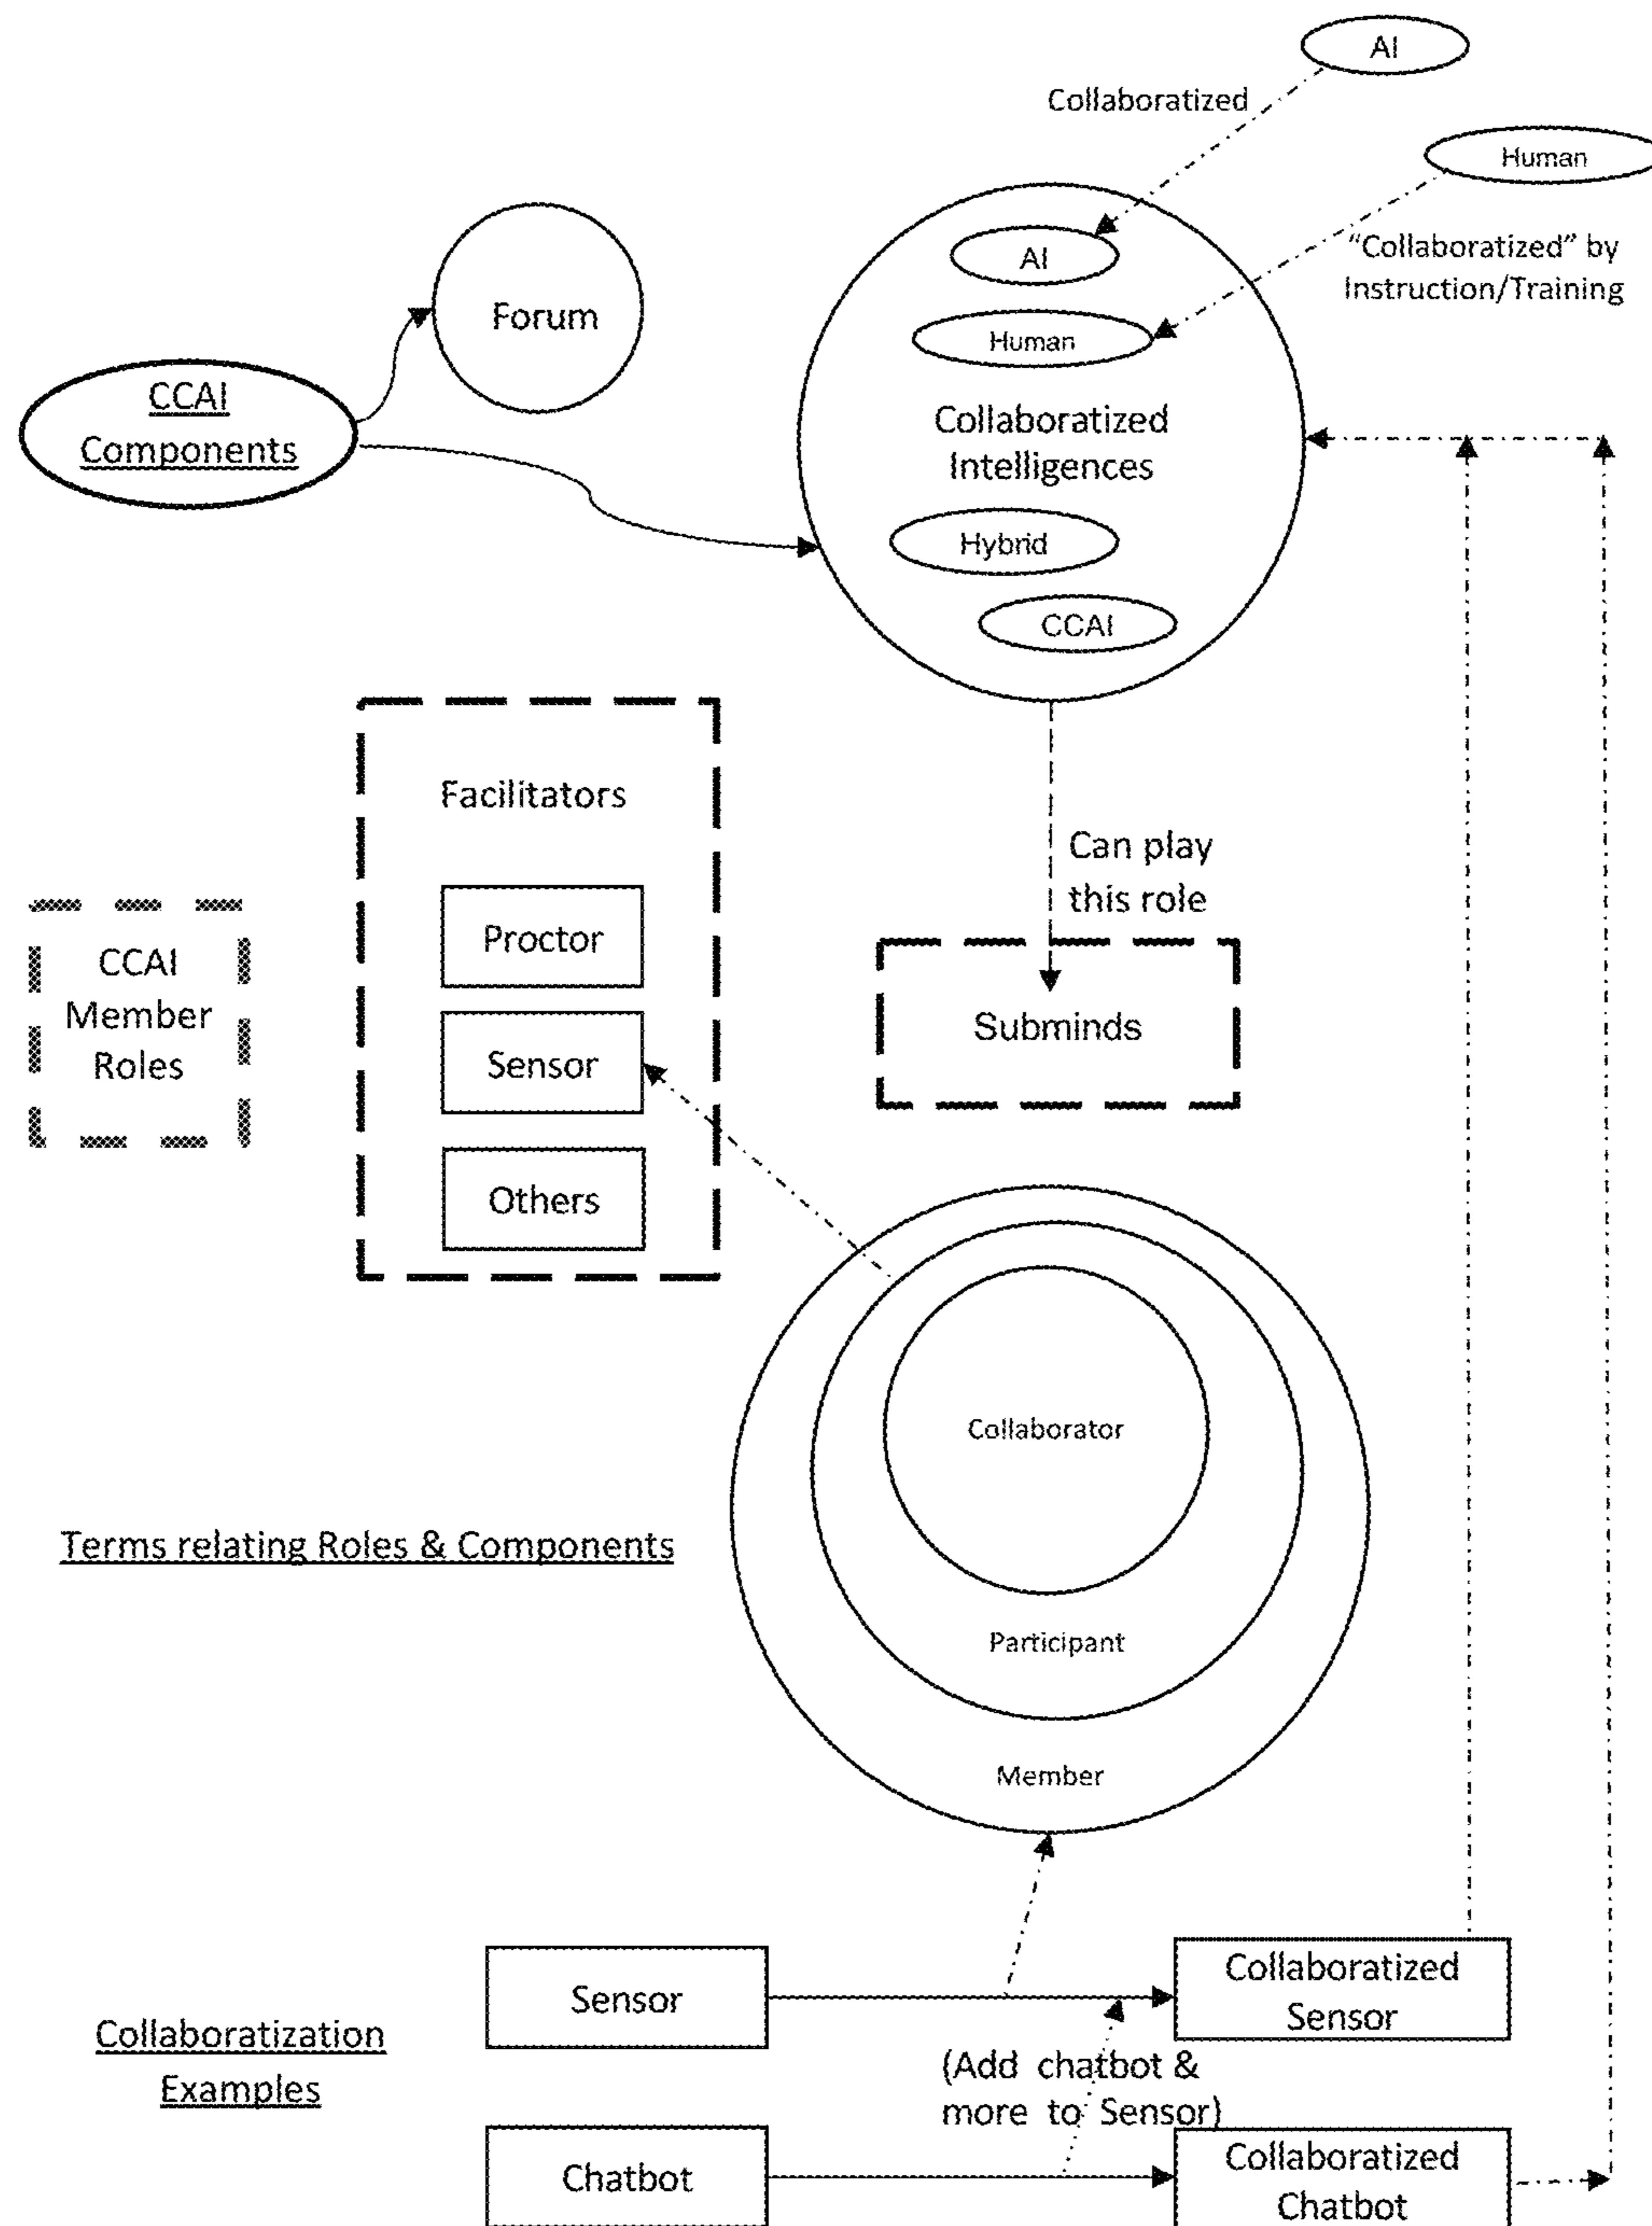 AI
Collaboratized
Human
"Collaboratized" by
Instruction/Training
AI
Forum
Human
CCAI
Components
Collaboratized
Intelligences
Hybrid
CCAI
Facilitators
Can play
this role
Proctor
CCAI
Member
Roles
Subminds
Sensor
Others
Collaborator
Terms relating Roles & Components
Participant
Member
Sensor
Collaboratized
Sensor
Collaboratization
Examples
(Add chatbot &
more to Sensor)
Chatbot
Collaboratized
Chatbot